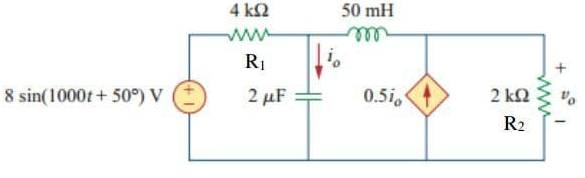 4 kΩ
50 mH
R₁
iₒ
8 sin(1000t + 50°) V
+
−
2 μF
0.5iₒ
2 kΩ
R₂
+
vₒ
−